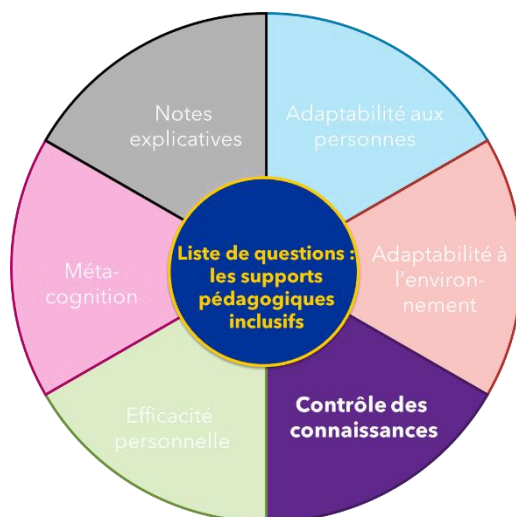 Notes
explicatives
Adaptabilité aux
personnes
Liste de questions :
les supports
pédagogiques
inclusifs
Méta-
cognition
Adaptabilité à
l'environ-
nement
Efficacité
personnelle
Contrôle des
connaissances